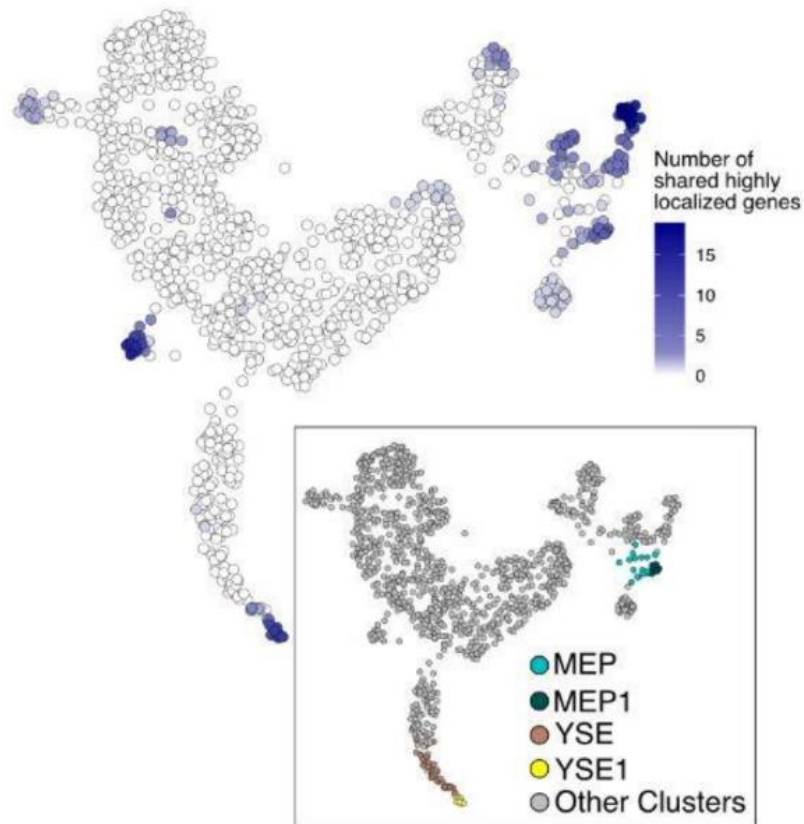 Number of
shared highly
localized genes
15
10
5
0
MEP
MEP1
YSE
YSE1
Other Clusters